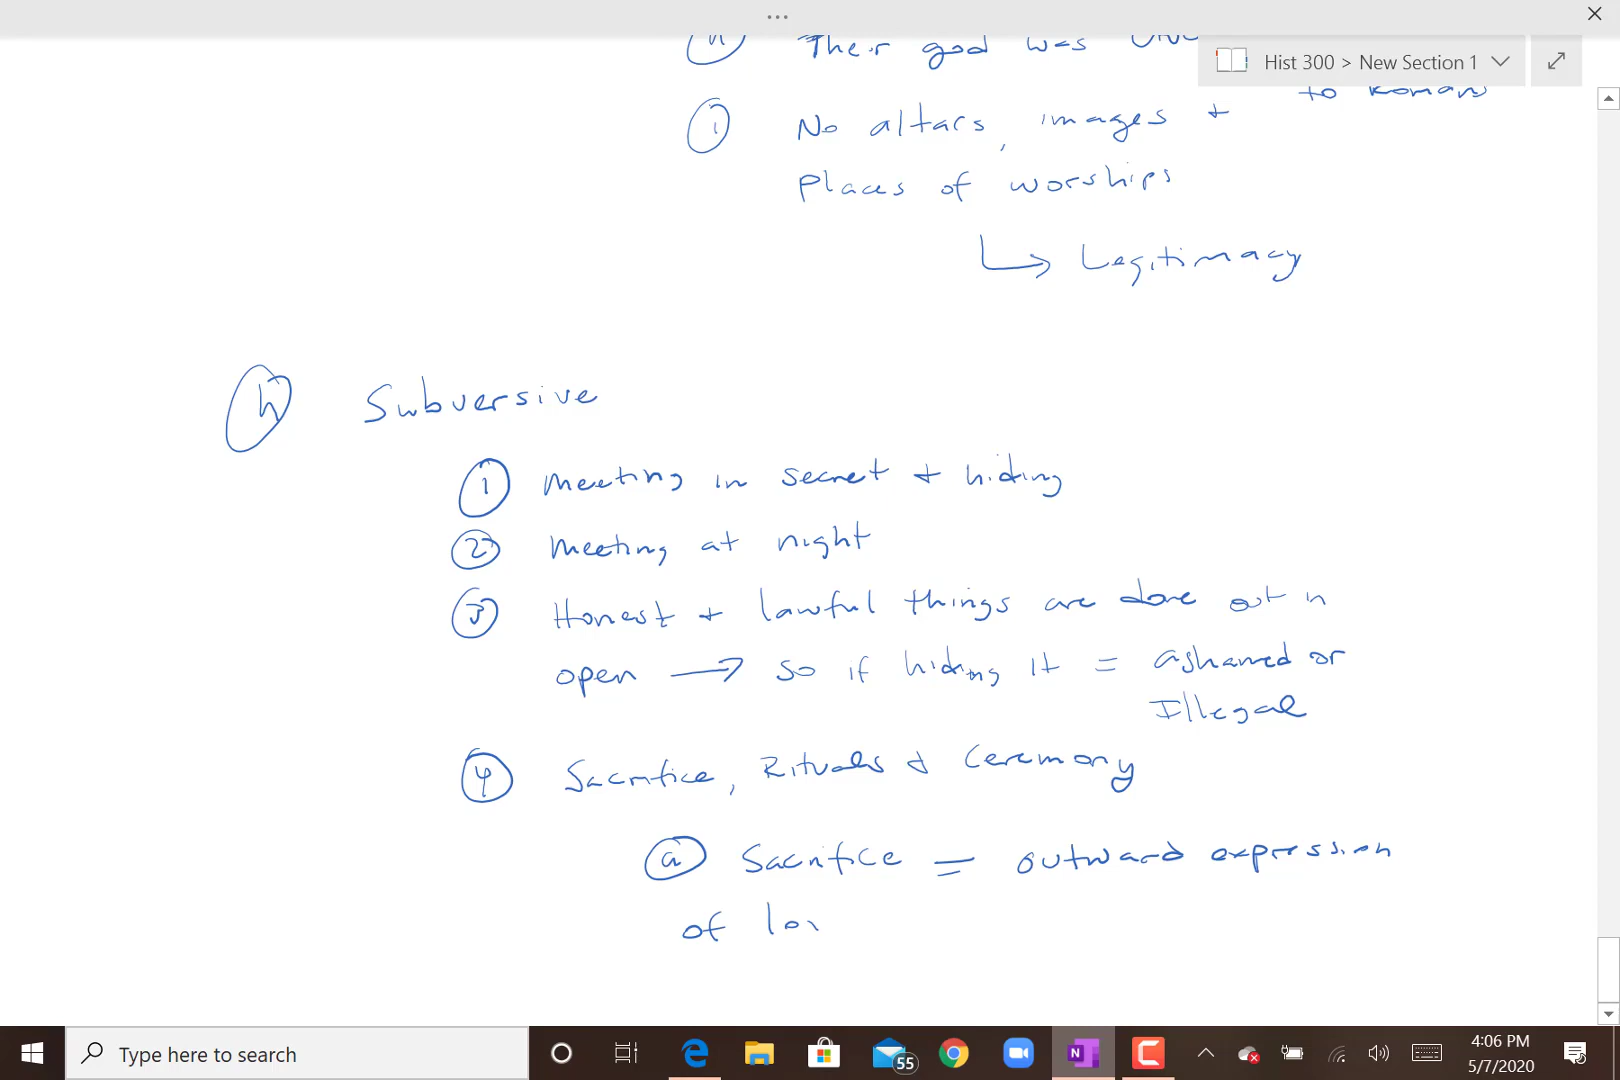 ...
Hist 300 > New Section 1
Their god was
to Romans
i No altars, images +
Places of worships
↳ Legitimacy
h Subversive
1 Meeting in secret + hiding
2 Meeting at night
3 Honest + lawful things are done out in
open → so if hiding it = ashamed or
Illegal
4 Sacrifice, Rituals + Ceremony
a Sacrifice = outward expression
of
Type here to search
55
N
4:06 PM
5/7/2020